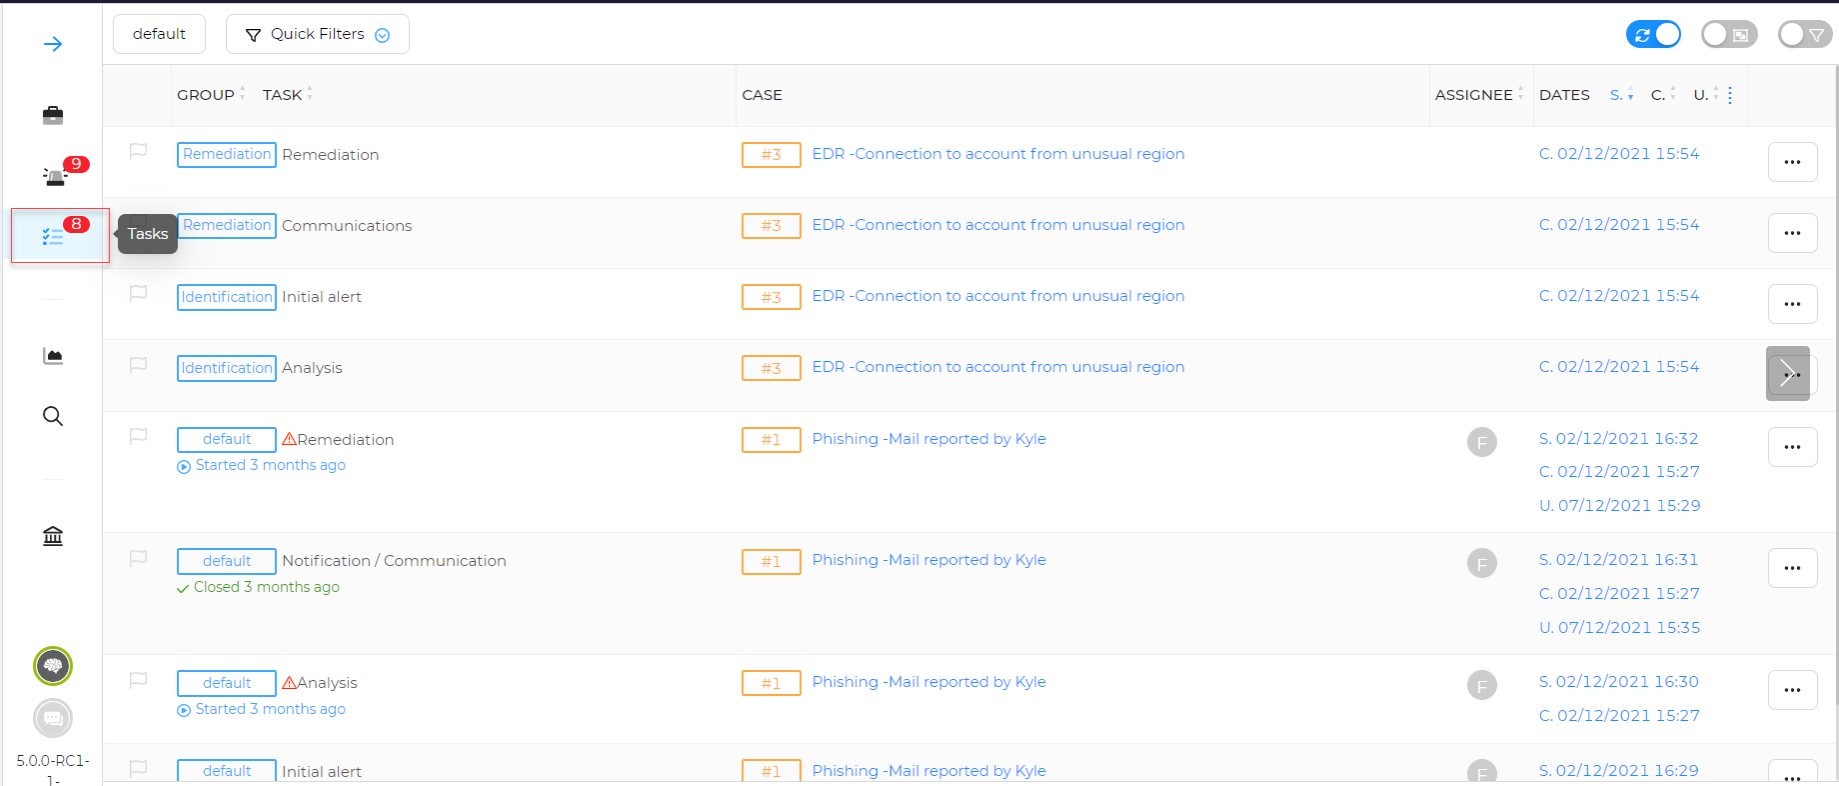 default Quick Filters
GROUP TASK CASE ASSIGNEE DATES S. C. U.
Remediation Remediation #3 EDR -Connection to account from unusual region C. 02/12/2021 15:54 ...
9
8
Tasks
Remediation Communications #3 EDR -Connection to account from unusual region C. 02/12/2021 15:54 ...
Identification Initial alert #3 EDR -Connection to account from unusual region C. 02/12/2021 15:54 ...
Identification Analysis #3 EDR -Connection to account from unusual region C. 02/12/2021 15:54 ...
default Remediation #1 Phishing -Mail reported by Kyle F S. 02/12/2021 16:32 ...
Started 3 months ago C. 02/12/2021 15:27
U. 07/12/2021 15:29
default Notification / Communication #1 Phishing -Mail reported by Kyle F S. 02/12/2021 16:31 ...
Closed 3 months ago C. 02/12/2021 15:27
U. 07/12/2021 15:35
default Analysis #1 Phishing -Mail reported by Kyle F S. 02/12/2021 16:30 ...
Started 3 months ago C. 02/12/2021 15:27
default Initial alert #1 Phishing -Mail reported by Kyle F S. 02/12/2021 16:29 ...
5.0.0-RC1-
1-